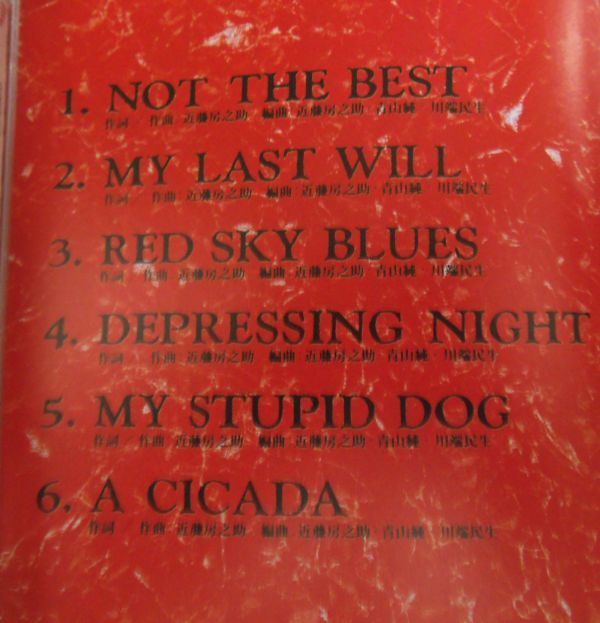 1. NOT THE BEST
作詞/作曲:近藤房之助 編曲:近藤房之助・青山純・川端民生
2. MY LAST WILL
作詞/作曲:近藤房之助 編曲:近藤房之助・青山純・川端民生
3. RED SKY BLUES
作詞/作曲:近藤房之助 編曲:近藤房之助・青山純・川端民生
4. DEPRESSING NIGHT
作詞/作曲:近藤房之助 編曲:近藤房之助・青山純・川端民生
5. MY STUPID DOG
作詞/作曲:近藤房之助 編曲:近藤房之助・青山純・川端民生
6. A CICADA
作詞/作曲:近藤房之助 編曲:近藤房之助・青山純・川端民生